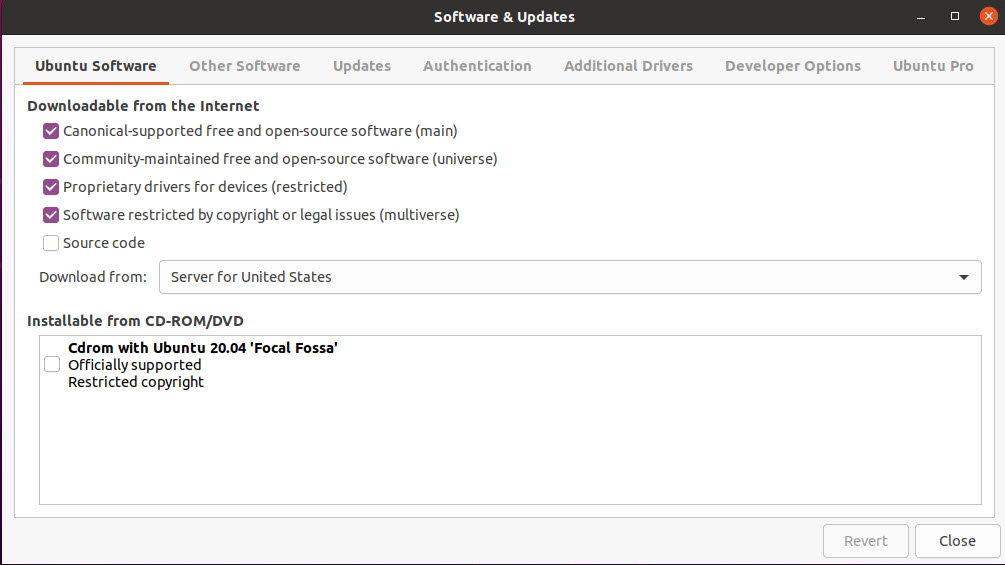 Software & Updates
Ubuntu Software Other Software Updates Authentication Additional Drivers Developer Options Ubuntu Pro
Downloadable from the Internet
Canonical-supported free and open-source software (main)
Community-maintained free and open-source software (universe)
Proprietary drivers for devices (restricted)
Software restricted by copyright or legal issues (multiverse)
Source code
Download from: Server for United States
Installable from CD-ROM/DVD
Cdrom with Ubuntu 20.04 'Focal Fossa'
Officially supported
Restricted copyright
Revert Close